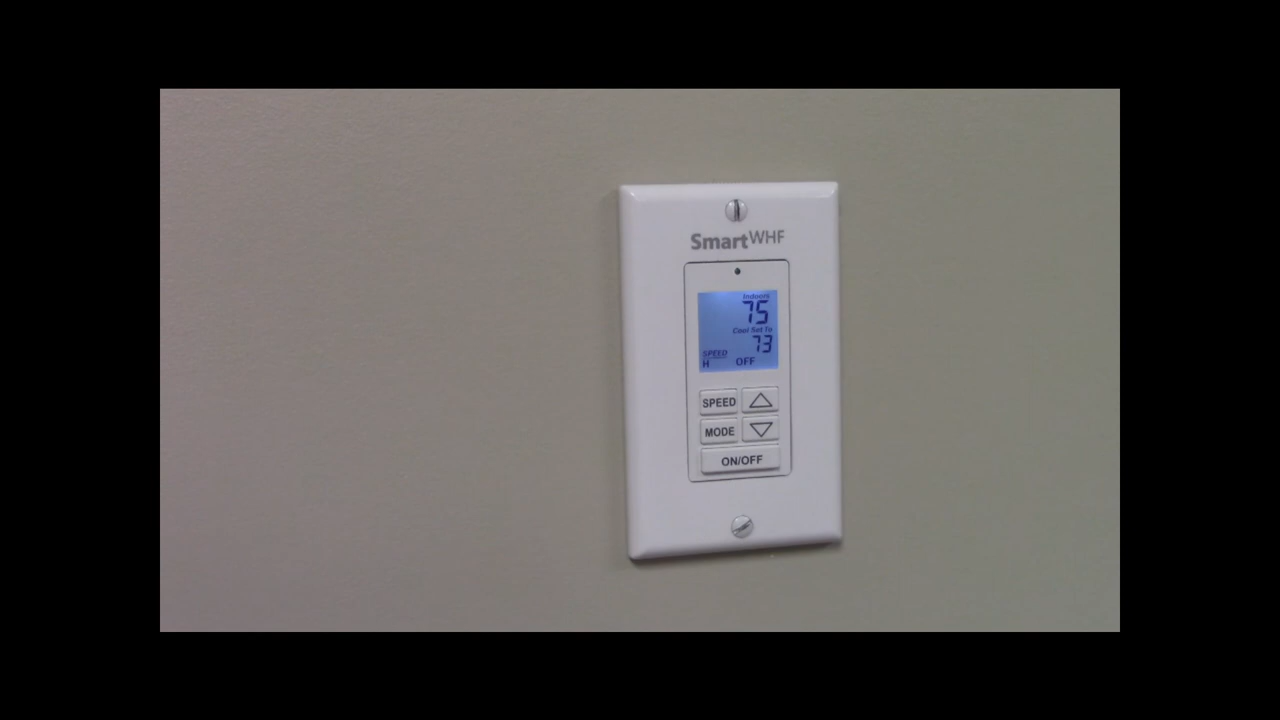 SmartWHF
Indoors
75
Cool Set To
73
SPEED
H OFF
SPEED
MODE
ON/OFF